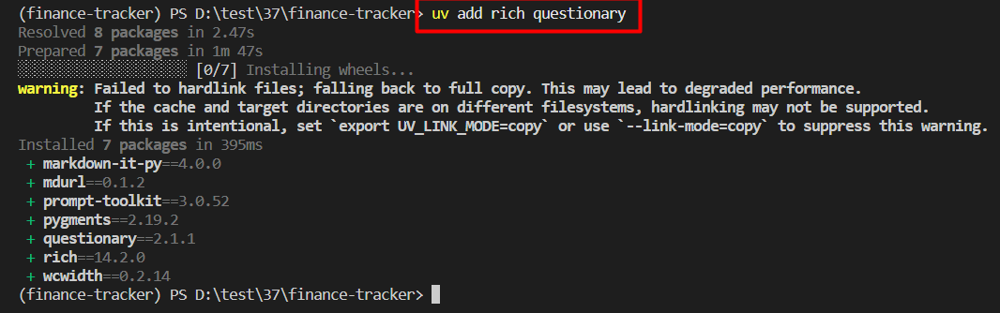 (finance-tracker) PS D:\test\37\finance-tracker> uv add rich questionary
Resolved 8 packages in 2.47s
Prepared 7 packages in 1m 47s
░░░░░░░░░░░░░░░░░░░░ [0/7] Installing wheels...
warning: Failed to hardlink files; falling back to full copy. This may lead to degraded performance.
         If the cache and target directories are on different filesystems, hardlinking may not be supported.
         If this is intentional, set `export UV_LINK_MODE=copy` or use `--link-mode=copy` to suppress this warning.
Installed 7 packages in 395ms
 + markdown-it-py==4.0.0
 + mdurl==0.1.2
 + prompt-toolkit==3.0.52
 + pygments==2.19.2
 + questionary==2.1.1
 + rich==14.2.0
 + wcwidth==0.2.14
(finance-tracker) PS D:\test\37\finance-tracker>